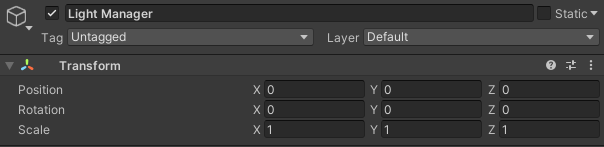 Light Manager Static
Tag Untagged Layer Default
Transform
Position X 0 Y 0 Z 0
Rotation X 0 Y 0 Z 0
Scale X 1 Y 1 Z 1